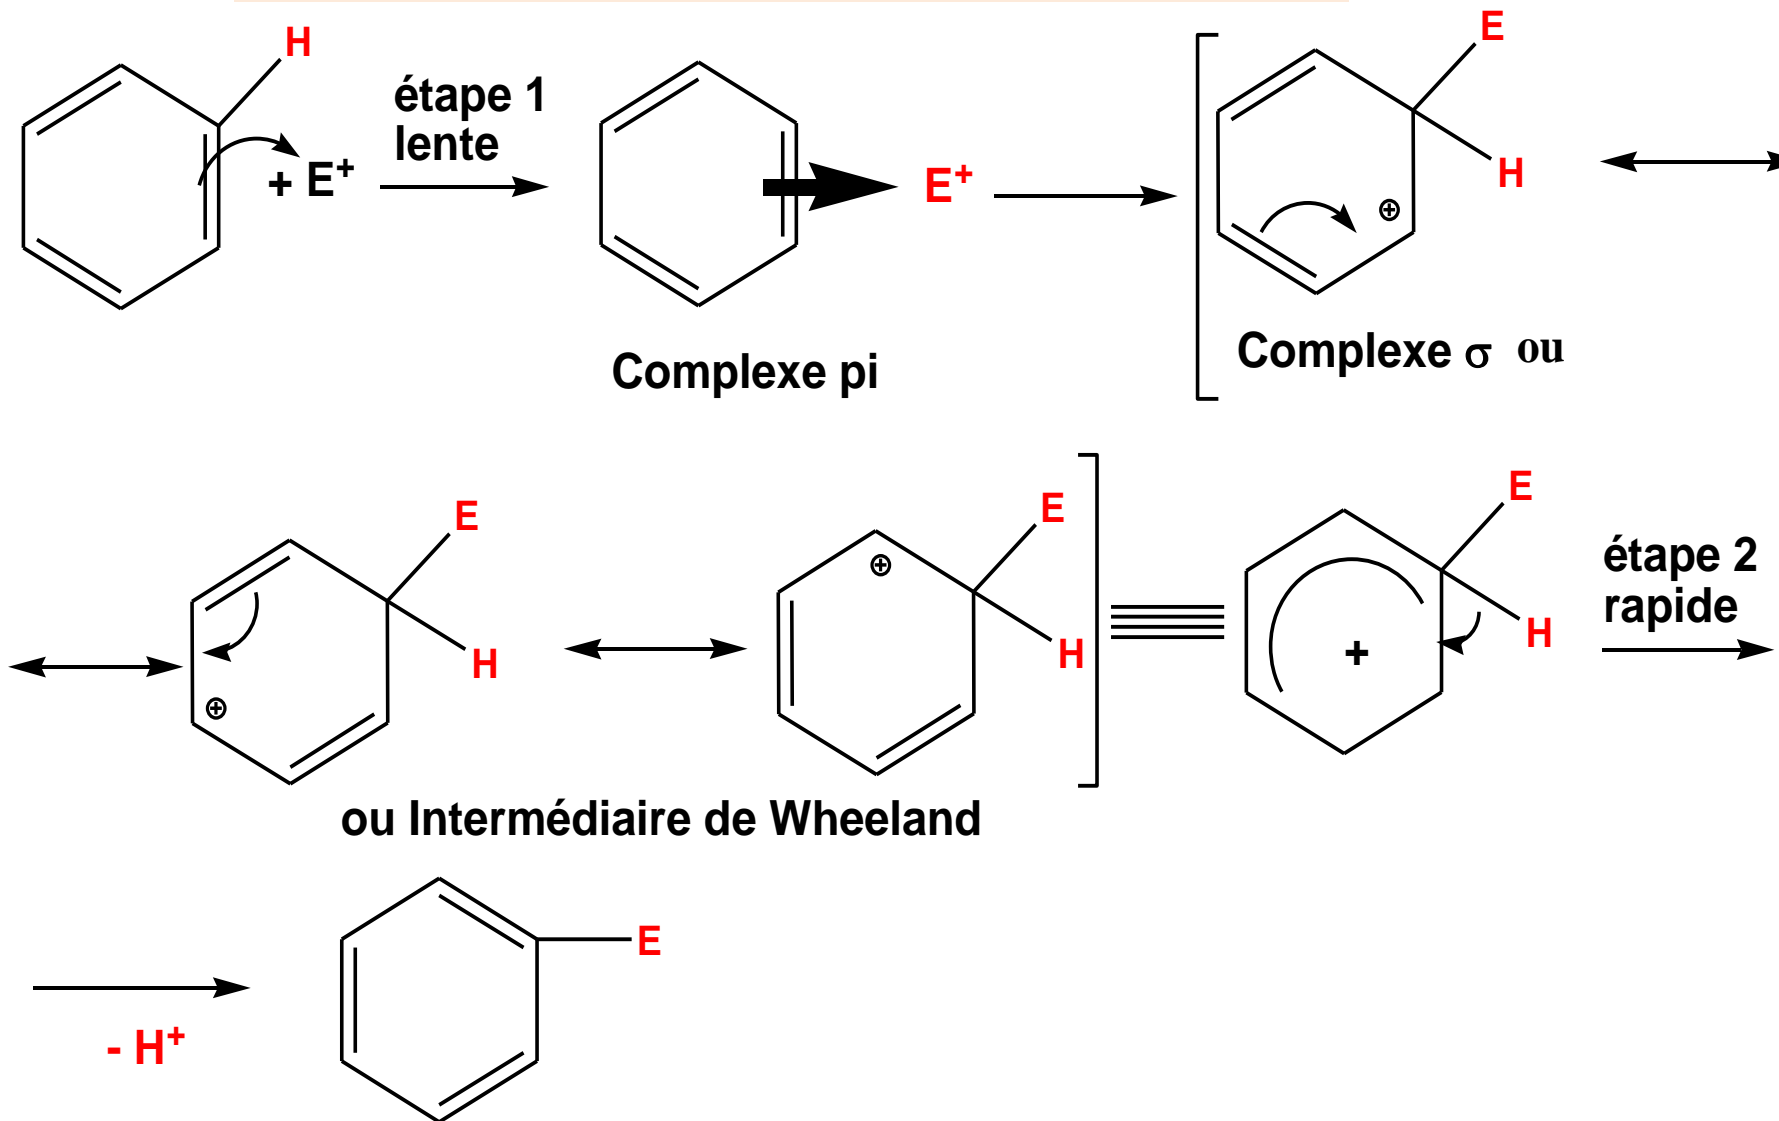 H
étape 1
lente
+ E⁺
E⁺
Complexe pi
E
H
⊕
Complexe σ ou
E
H
⊕
E
⊕
H
ou Intermédiaire de Wheeland
E
H
+
étape 2
rapide
- H⁺
E